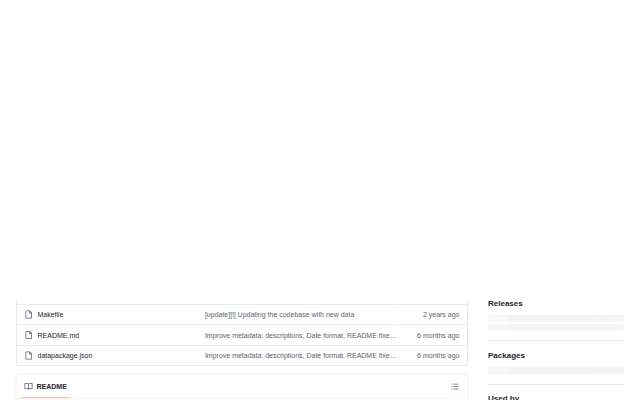 Makefile [update][!] Updating the codebase with new data 2 years ago
README.md Improve metadata: descriptions, Date format, README fixe... 6 months ago
datapackage.json Improve metadata: descriptions, Date format, README fixe... 6 months ago
README
Releases
Packages
Used by